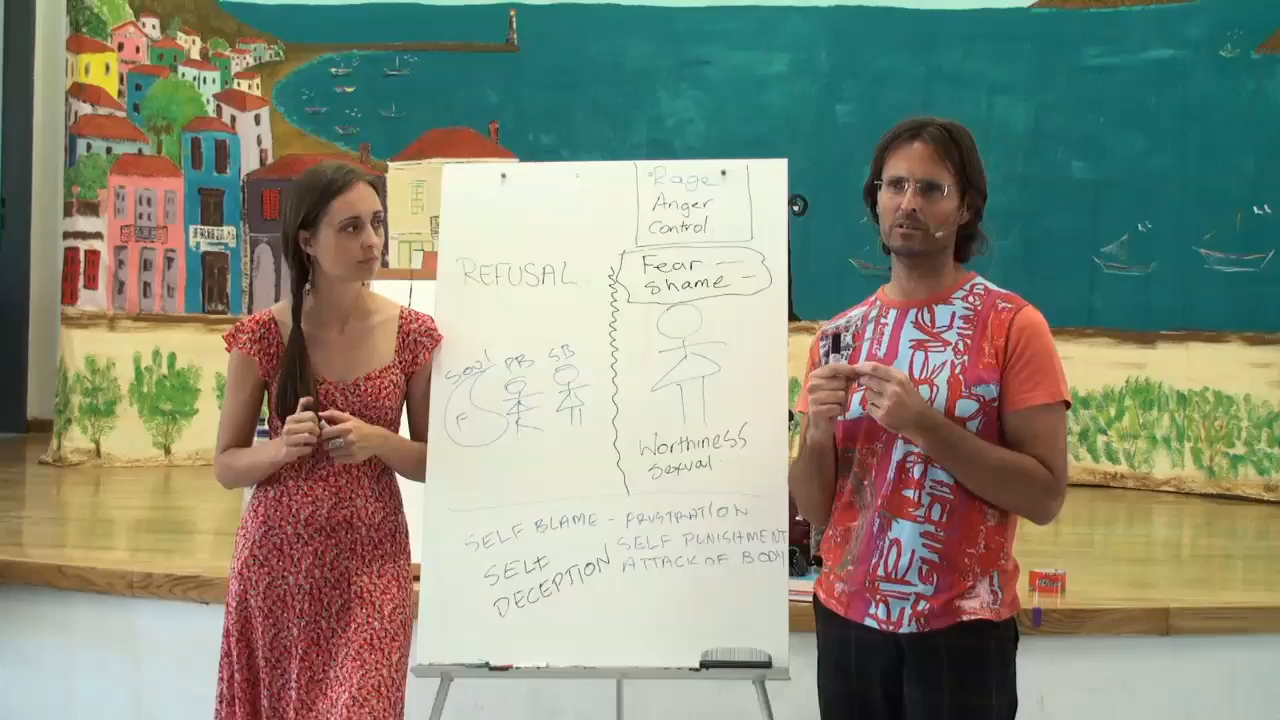 Rage
Anger
Control
Fear —
shame –
REFUSAL
Soul
PB
SB
F
Worthiness
sexual
SELF BLAME – FRUSTRATION
SELF PUNISHMENT
ATTACK OF BODY
SELF
DECEPTION